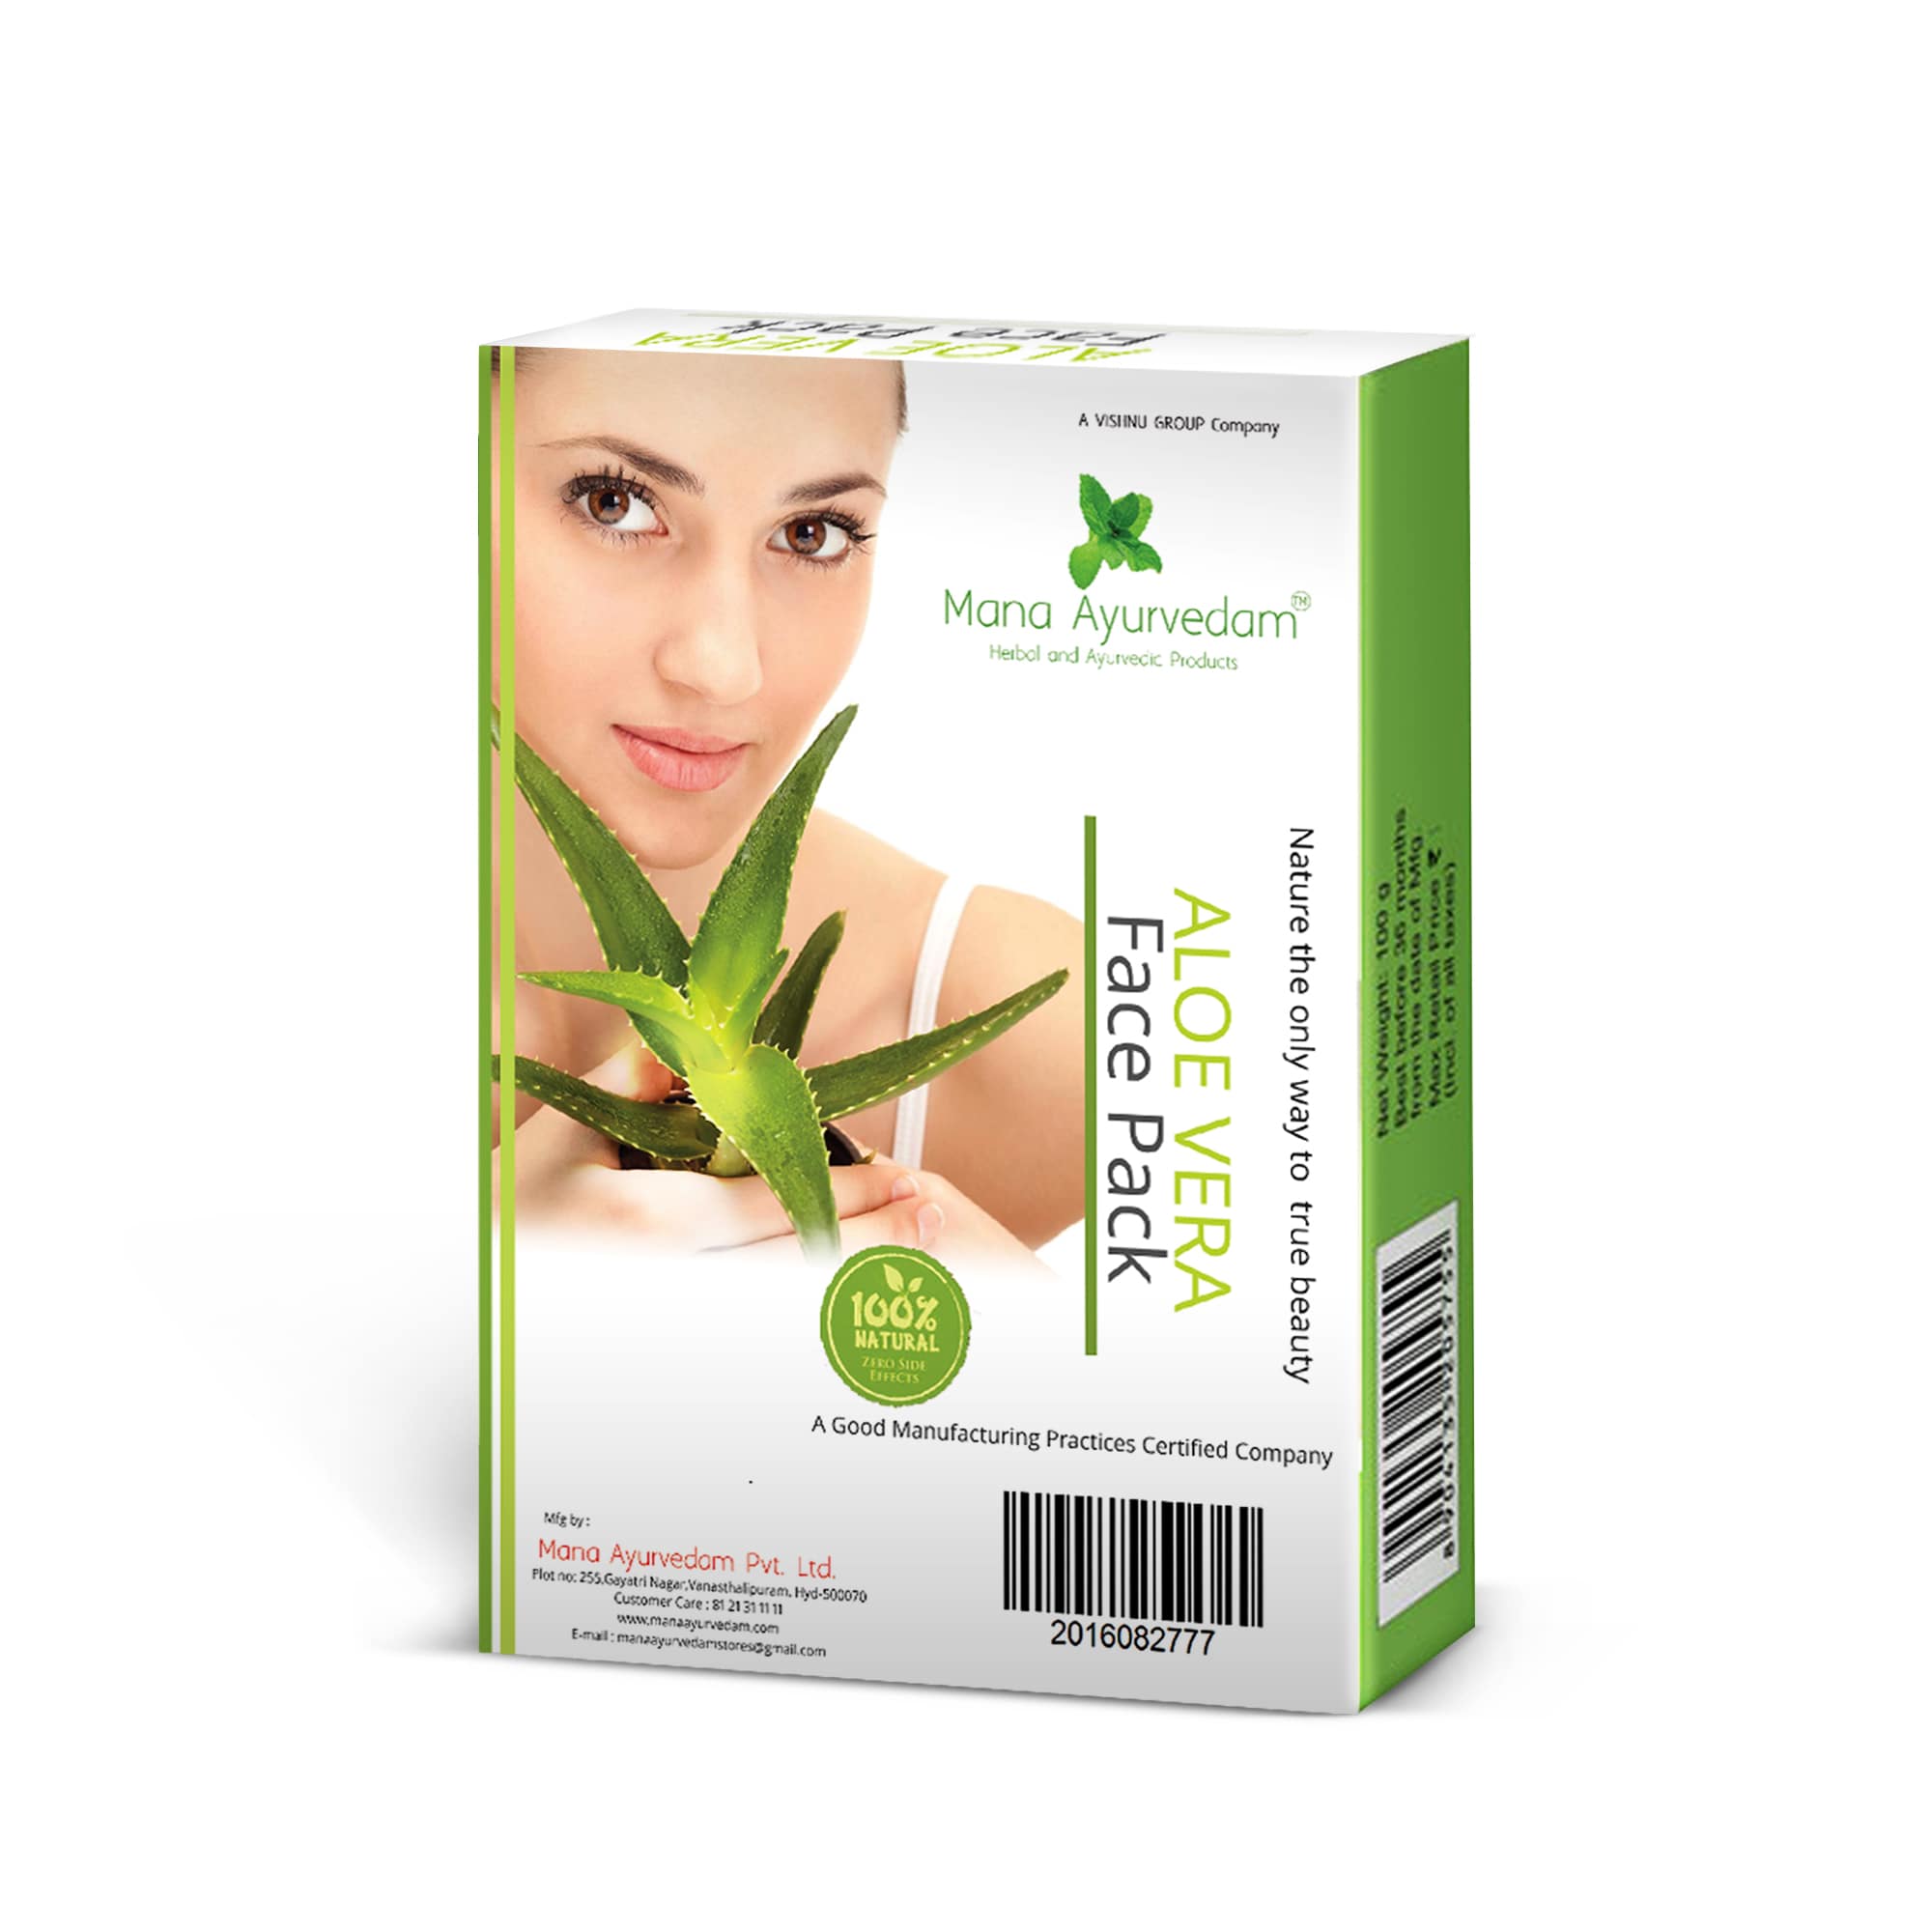 ALOE VERA
Face Pack
A VISHNU GROUP Company
Mana Ayurvedam™
Herbal and Ayurvedic Products
Nature the only way to true beauty
ALOE VERA
Face Pack
100%
NATURAL
ZERO SIDE
EFFECTS
A Good Manufacturing Practices Certified Company
Mfg by :
Mana Ayurvedam Pvt. Ltd.
Plot no: 255,Gayatri Nagar,Vanasthalipuram, Hyd-500070
Customer Care : 81 21 31 11 11
www.manaayurvedam.com
E-mail : manaayurvedamstores@gmail.com
2016082777
Net Weight: 100 g
Best before 36 months
from the date of Mfg.
Max Retail Price ₹ :
(Incl. of all taxes)